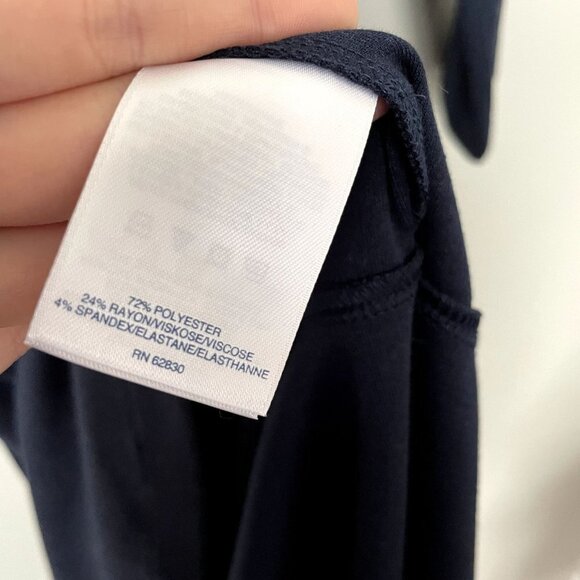 72% POLYESTER
24% RAYON/VISKOSE/VISCOSE
4% SPANDEX/ELASTANE/ELASTHANNE
RN 62830